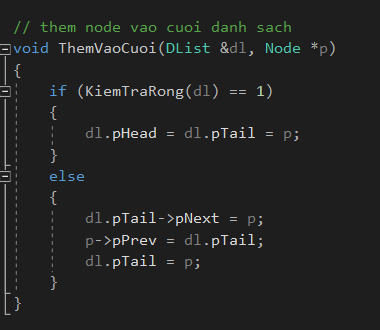 // them node vao cuoi danh sach
void ThemVaoCuoi(DList &dl, Node *p)
{
    if (KiemTraRong(dl) == 1)
    {
        dl.pHead = dl.pTail = p;
    }
    else
    {
        dl.pTail->pNext = p;
        p->pPrev = dl.pTail;
        dl.pTail = p;
    }
}